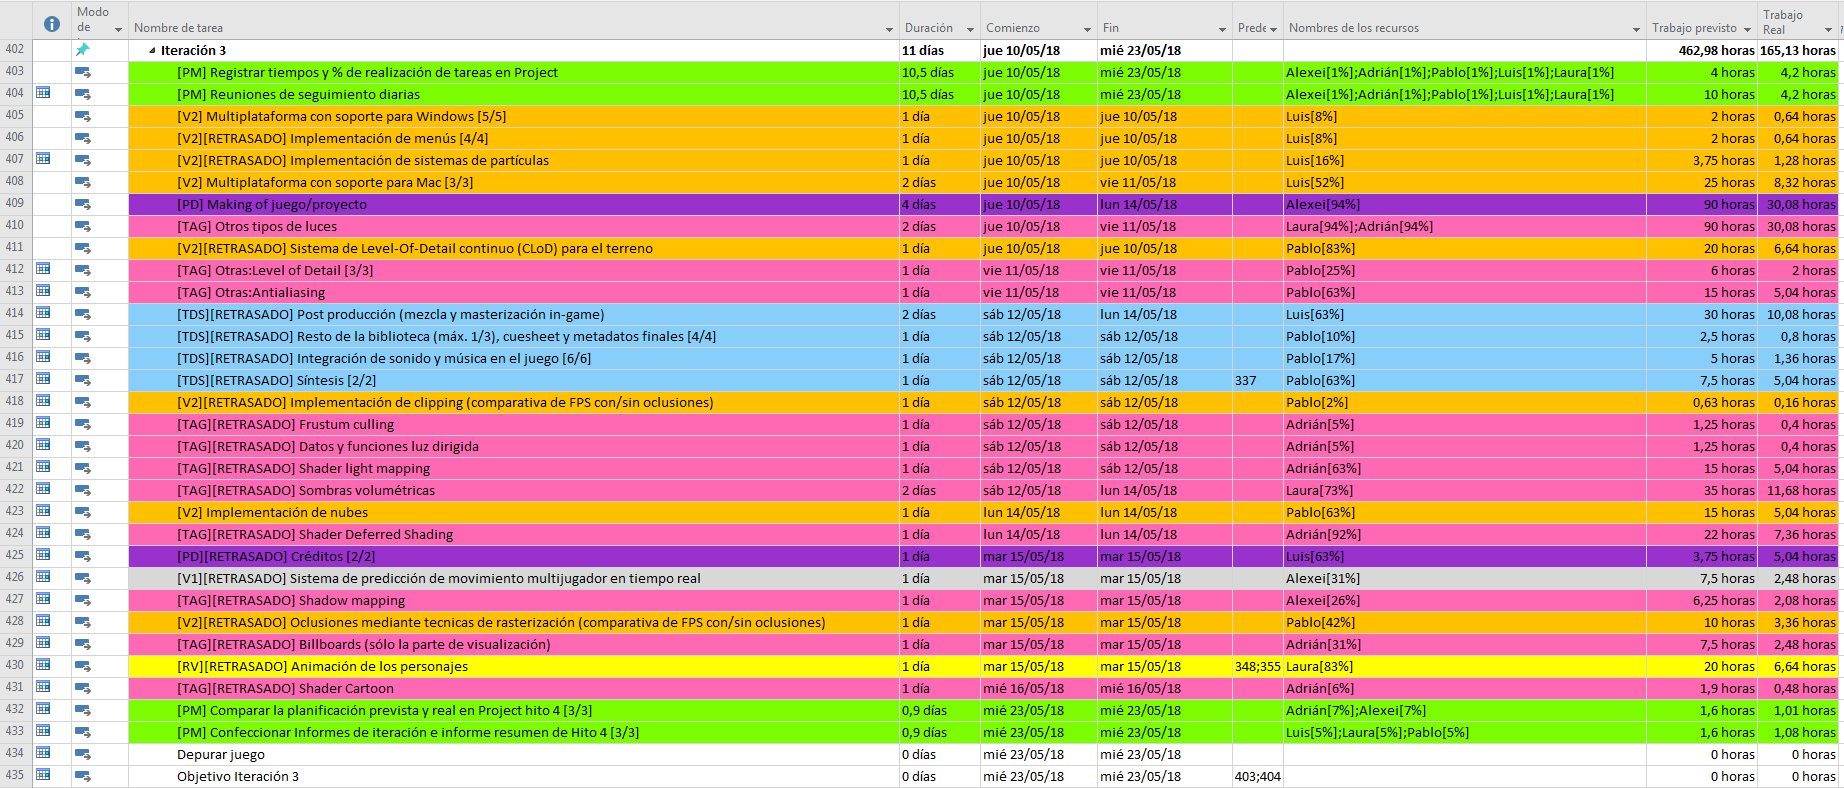 Modo de Nombre de tarea Duración Comienzo Fin Prede Nombres de los recursos Trabajo previsto Trabajo Real
402 Iteración 3 11 días jue 10/05/18 mié 23/05/18 462,98 horas 165,13 horas
403 [PM] Registrar tiempos y % de realización de tareas en Project 10,5 días jue 10/05/18 mié 23/05/18 Alexei[1%];Adrián[1%];Pablo[1%];Luis[1%];Laura[1%] 4 horas 4,2 horas
404 [PM] Reuniones de seguimiento diarias 10,5 días jue 10/05/18 mié 23/05/18 Alexei[1%];Adrián[1%];Pablo[1%];Luis[1%];Laura[1%] 10 horas 4,2 horas
405 [V2] Multiplataforma con soporte para Windows [5/5] 1 día jue 10/05/18 jue 10/05/18 Luis[8%] 2 horas 0,64 horas
406 [V2][RETRASADO] Implementación de menús [4/4] 1 día jue 10/05/18 jue 10/05/18 Luis[8%] 2 horas 0,64 horas
407 [V2][RETRASADO] Implementación de sistemas de partículas 1 día jue 10/05/18 jue 10/05/18 Luis[16%] 3,75 horas 1,28 horas
408 [V2] Multiplataforma con soporte para Mac [3/3] 2 días jue 10/05/18 vie 11/05/18 Luis[52%] 25 horas 8,32 horas
409 [PD] Making of juego/proyecto 4 días jue 10/05/18 lun 14/05/18 Alexei[94%] 90 horas 30,08 horas
410 [TAG] Otros tipos de luces 2 días jue 10/05/18 vie 11/05/18 Laura[94%];Adrián[94%] 90 horas 30,08 horas
411 [V2][RETRASADO] Sistema de Level-Of-Detail continuo (CLoD) para el terreno 1 día jue 10/05/18 jue 10/05/18 Pablo[83%] 20 horas 6,64 horas
412 [TAG] Otras:Level of Detail [3/3] 1 día vie 11/05/18 vie 11/05/18 Pablo[25%] 6 horas 2 horas
413 [TAG] Otras:Antialiasing 1 día vie 11/05/18 vie 11/05/18 Pablo[63%] 15 horas 5,04 horas
414 [TDS][RETRASADO] Post producción (mezcla y masterización in-game) 2 días sáb 12/05/18 lun 14/05/18 Luis[63%] 30 horas 10,08 horas
415 [TDS][RETRASADO] Resto de la biblioteca (máx. 1/3), cuesheet y metadatos finales [4/4] 1 día sáb 12/05/18 sáb 12/05/18 Pablo[10%] 2,5 horas 0,8 horas
416 [TDS][RETRASADO] Integración de sonido y música en el juego [6/6] 1 día sáb 12/05/18 sáb 12/05/18 Pablo[17%] 5 horas 1,36 horas
417 [TDS][RETRASADO] Síntesis [2/2] 1 día sáb 12/05/18 sáb 12/05/18 337 Pablo[63%] 7,5 horas 5,04 horas
418 [V2][RETRASADO] Implementación de clipping (comparativa de FPS con/sin oclusiones) 1 día sáb 12/05/18 sáb 12/05/18 Pablo[2%] 0,63 horas 0,16 horas
419 [TAG][RETRASADO] Frustum culling 1 día sáb 12/05/18 sáb 12/05/18 Adrián[5%] 1,25 horas 0,4 horas
420 [TAG][RETRASADO] Datos y funciones luz dirigida 1 día sáb 12/05/18 sáb 12/05/18 Adrián[5%] 1,25 horas 0,4 horas
421 [TAG][RETRASADO] Shader light mapping 1 día sáb 12/05/18 sáb 12/05/18 Adrián[63%] 15 horas 5,04 horas
422 [TAG][RETRASADO] Sombras volumétricas 2 días sáb 12/05/18 lun 14/05/18 Laura[73%] 35 horas 11,68 horas
423 [V2] Implementación de nubes 1 día lun 14/05/18 lun 14/05/18 Pablo[63%] 15 horas 5,04 horas
424 [TAG][RETRASADO] Shader Deferred Shading 1 día lun 14/05/18 lun 14/05/18 Adrián[92%] 22 horas 7,36 horas
425 [PD][RETRASADO] Créditos [2/2] 1 día mar 15/05/18 mar 15/05/18 Luis[63%] 3,75 horas 5,04 horas
426 [V1][RETRASADO] Sistema de predicción de movimiento multijugador en tiempo real 1 día mar 15/05/18 mar 15/05/18 Alexei[31%] 7,5 horas 2,48 horas
427 [TAG][RETRASADO] Shadow mapping 1 día mar 15/05/18 mar 15/05/18 Alexei[26%] 6,25 horas 2,08 horas
428 [V2][RETRASADO] Oclusiones mediante tecnicas de rasterización (comparativa de FPS con/sin oclusiones) 1 día mar 15/05/18 mar 15/05/18 Pablo[42%] 10 horas 3,36 horas
429 [TAG][RETRASADO] Billboards (sólo la parte de visualización) 1 día mar 15/05/18 mar 15/05/18 Adrián[31%] 7,5 horas 2,48 horas
430 [RV][RETRASADO] Animación de los personajes 1 día mar 15/05/18 mar 15/05/18 348;355 Laura[83%] 20 horas 6,64 horas
431 [TAG][RETRASADO] Shader Cartoon 1 día mié 16/05/18 mié 16/05/18 Adrián[6%] 1,9 horas 0,48 horas
432 [PM] Comparar la planificación prevista y real en Project hito 4 [3/3] 0,9 días mié 23/05/18 mié 23/05/18 Adrián[7%];Alexei[7%] 1,6 horas 1,01 horas
433 [PM] Confeccionar Informes de iteración e informe resumen de Hito 4 [3/3] 0,9 días mié 23/05/18 mié 23/05/18 Luis[5%];Laura[5%];Pablo[5%] 1,6 horas 1,08 horas
434 Depurar juego 0 días mié 23/05/18 mié 23/05/18 0 horas 0 horas
435 Objetivo Iteración 3 0 días mié 23/05/18 mié 23/05/18 403;404 0 horas 0 horas